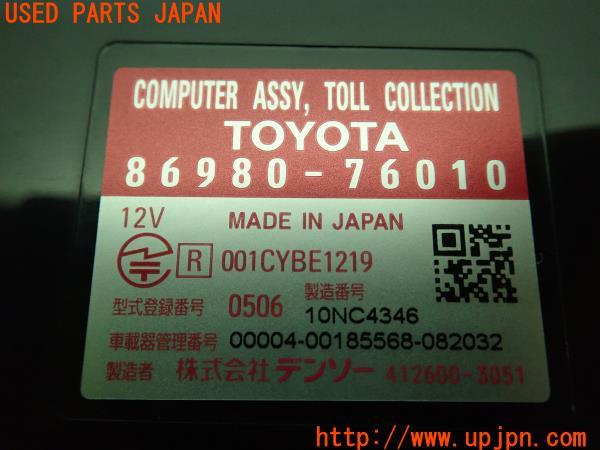 USED PARTS JAPAN
COMPUTER ASSY, TOLL COLLECTION
TOYOTA
86980-76010
12V MADE IN JAPAN
R 001CYBE1219
型式登録番号 0506 製造番号 10NC4346
車載器管理番号 00004-00185568-082032
製造者 株式会社 デンソー 412600-3051
http://www.upjpn.com